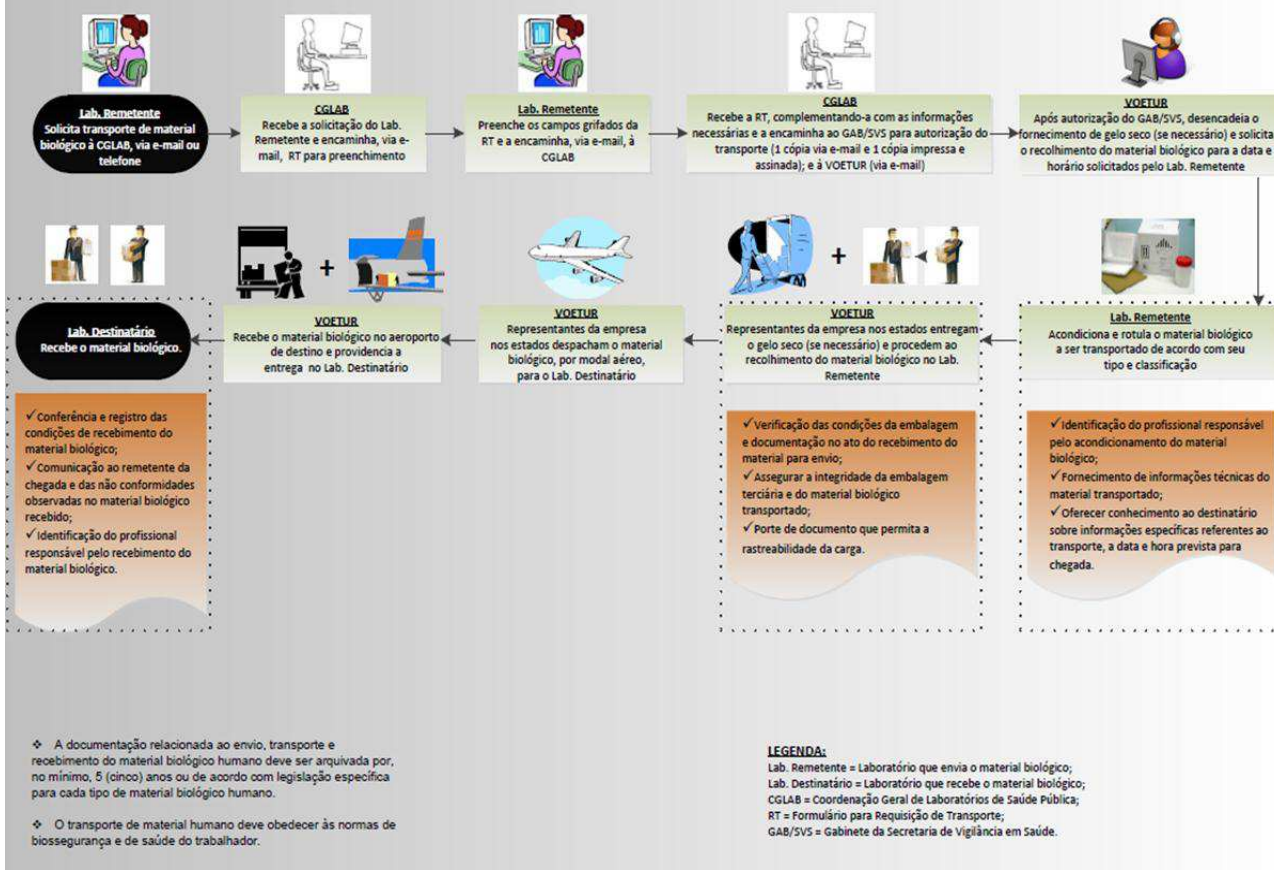 Lab. Remetente
Solicita transporte de material
biológico à CGLAB, via e-mail ou
telefone
CGLAB
Recebe a solicitação do Lab.
Remetente e encaminha, via e-
mail, RT para preenchimento
Lab. Remetente
Preenche os campos grifados da
RT e a encaminha, via e-mail, à
CGLAB
CGLAB
Recebe a RT, complementando-a com as informações
necessárias e a encaminha ao GAB/SVS para autorização do
transporte (1 cópia via e-mail e 1 cópia impressa e
assinada); e á VOETUR (via e-mail)
VOETUR
Após autorização do GAB/SVS, desencadeia o
fornecimento de gelo seco (se necessário) e solicita
o recolhimento do material biológico para a data e
horário solicitados pelo Lab. Remetente
Lab. Remetente
Acondiciona e rotula o material biológico
a ser transportado de acordo com seu
tipo e classificação
✓Identificação do profissional responsável
pelo acondicionamento do material
biológico;
✓Fornecimento de informações técnicas do
material transportado;
✓Oferecer conhecimento ao destinatário
sobre informações específicas referentes ao
transporte, a data e hora prevista para
chegada.
+
VOETUR
Representantes da empresa nos estados entregam
o gelo seco (se necessário) e procedem ao
recolhimento do material biológico no Lab.
Remetente
✓Verificação das condições da embalagem
e documentação no ato do recebimento do
material para envio;
✓Assegurar a integridade da embalagem
terciária e do material biológico
transportado;
✓Porte de documento que permita a
rastreabilidade da carga.
VOETUR
Representantes da empresa
nos estados despacham o material
biológico, por modal aéreo,
para o Lab. Destinatário
+
VOETUR
Recebe o material biológico no aeroporto
de destino e providencia a
entrega no Lab. Destinatário
Lab. Destinatário
Recebe o material biológico.
✓Conferência e registro das
condições de recebimento do
material biológico;
✓Comunicação ao remetente da
chegada e das não conformidades
observadas no material biológico
recebido;
✓Identificação do profissional
responsável pelo recebimento do
material biológico.
❖ A documentação relacionada ao envio, transporte e
recebimento do material biológico humano deve ser arquivada por,
no mínimo, 5 (cinco) anos ou de acordo com legislação específica
para cada tipo de material biológico humano.
❖ O transporte de material humano deve obedecer às normas de
biossegurança e de saúde do trabalhador.
LEGENDA:
Lab. Remetente = Laboratório que envia o material biológico;
Lab. Destinatário = Laboratório que recebe o material biológico;
CGLAB = Coordenação Geral de Laboratórios de Saúde Pública;
RT = Formulário para Requisição de Transporte;
GAB/SVS = Gabinete da Secretaria de Vigilância em Saúde.